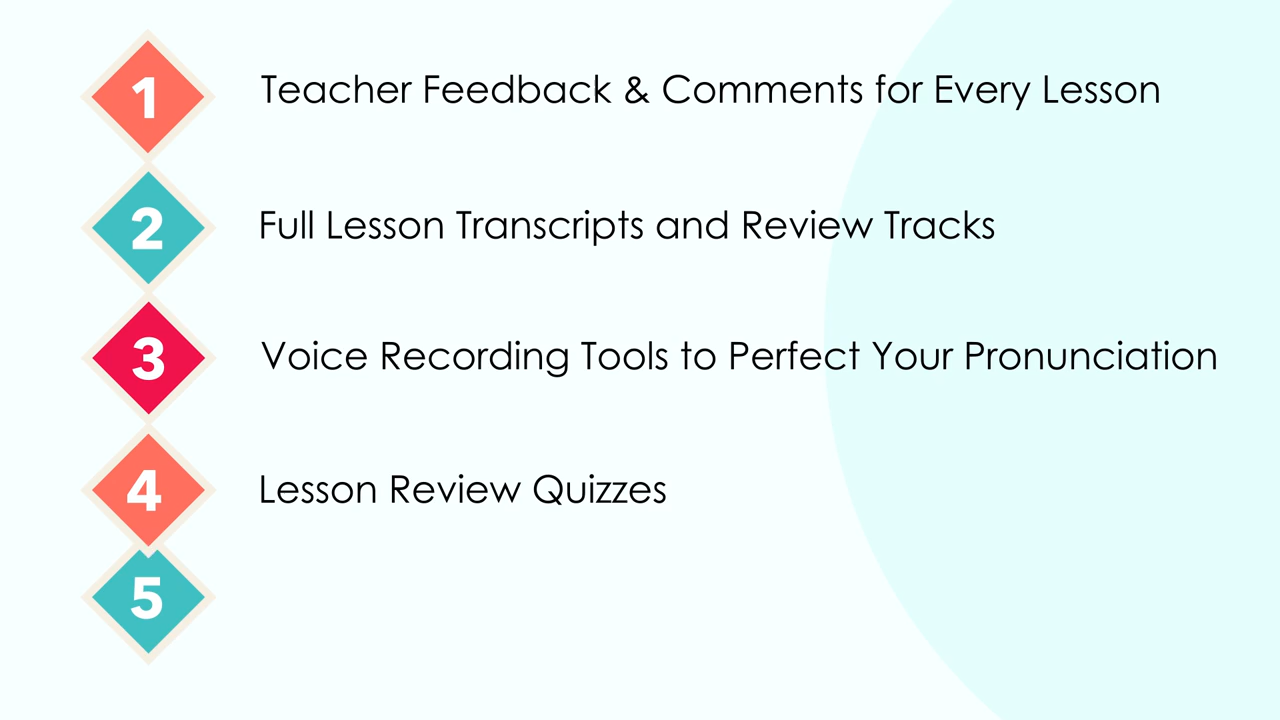 1 Teacher Feedback & Comments for Every Lesson
2 Full Lesson Transcripts and Review Tracks
3 Voice Recording Tools to Perfect Your Pronunciation
4 Lesson Review Quizzes
5